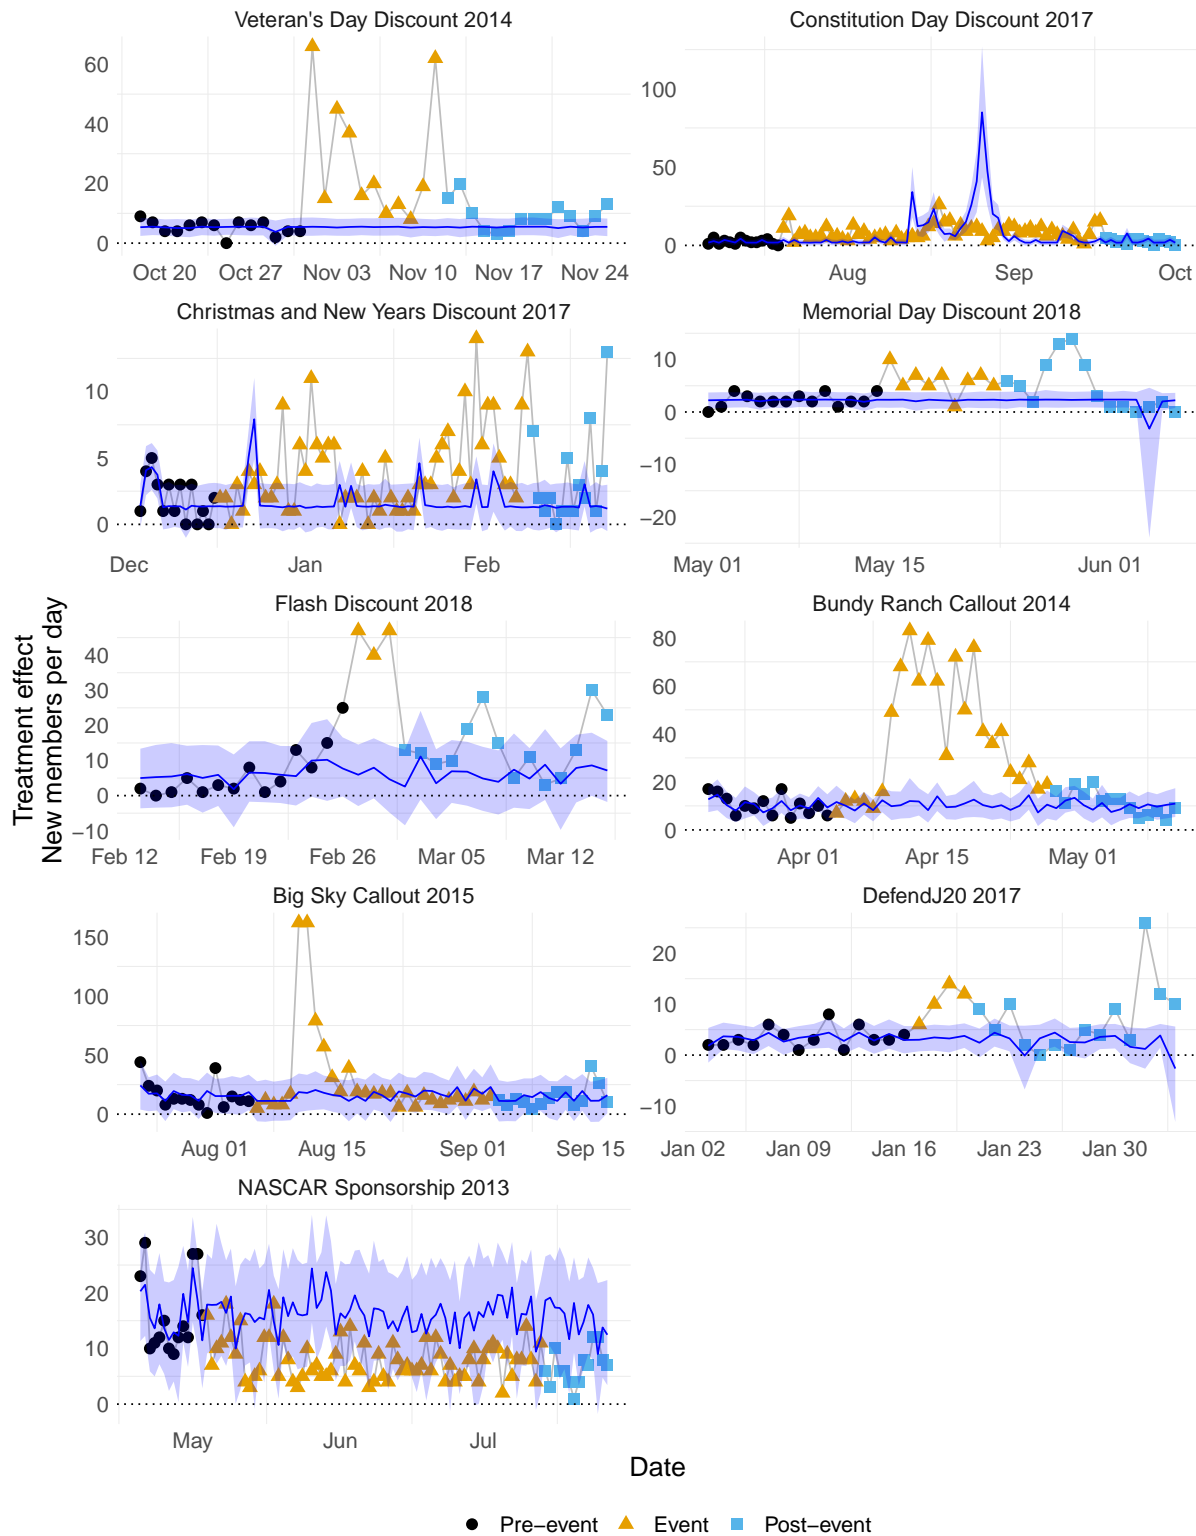 Veteran's Day Discount 2014
Constitution Day Discount 2017
60
40
20
0
100
50
0
Oct 20 Oct 27 Nov 03 Nov 10 Nov 17 Nov 24
Aug Sep Oct
Christmas and New Years Discount 2017
Memorial Day Discount 2018
10
5
0
10
0
−10
−20
Dec Jan Feb
May 01 May 15 Jun 01
Flash Discount 2018
Bundy Ranch Callout 2014
40
30
20
10
0
−10
80
60
40
20
0
Feb 12 Feb 19 Feb 26 Mar 05 Mar 12
Apr 01 Apr 15 May 01
Treatment effect
New members per day
Big Sky Callout 2015
DefendJ20 2017
150
100
50
0
20
10
0
−10
Aug 01 Aug 15 Sep 01 Sep 15
Jan 02 Jan 09 Jan 16 Jan 23 Jan 30
NASCAR Sponsorship 2013
30
20
10
0
May Jun Jul
Date
Pre−event Event Post−event